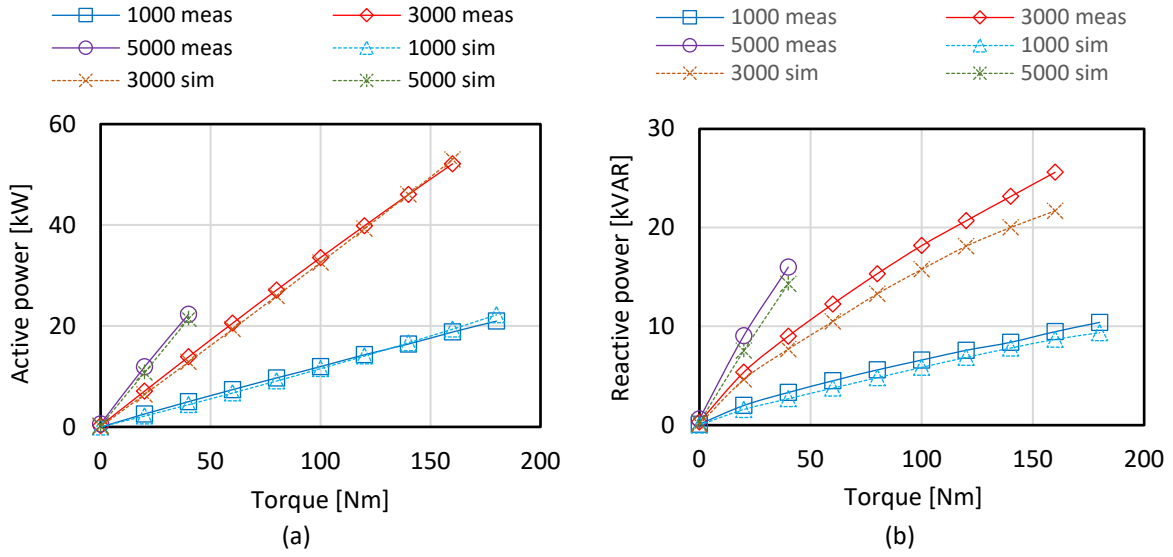 1000 meas 3000 meas
5000 meas 1000 sim
3000 sim 5000 sim
60
40
20
0
0 50 100 150 200
Active power [kW]
Torque [Nm]
(a)
1000 meas 3000 meas
5000 meas 1000 sim
3000 sim 5000 sim
30
20
10
0
0 50 100 150 200
Reactive power [kVAR]
Torque [Nm]
(b)